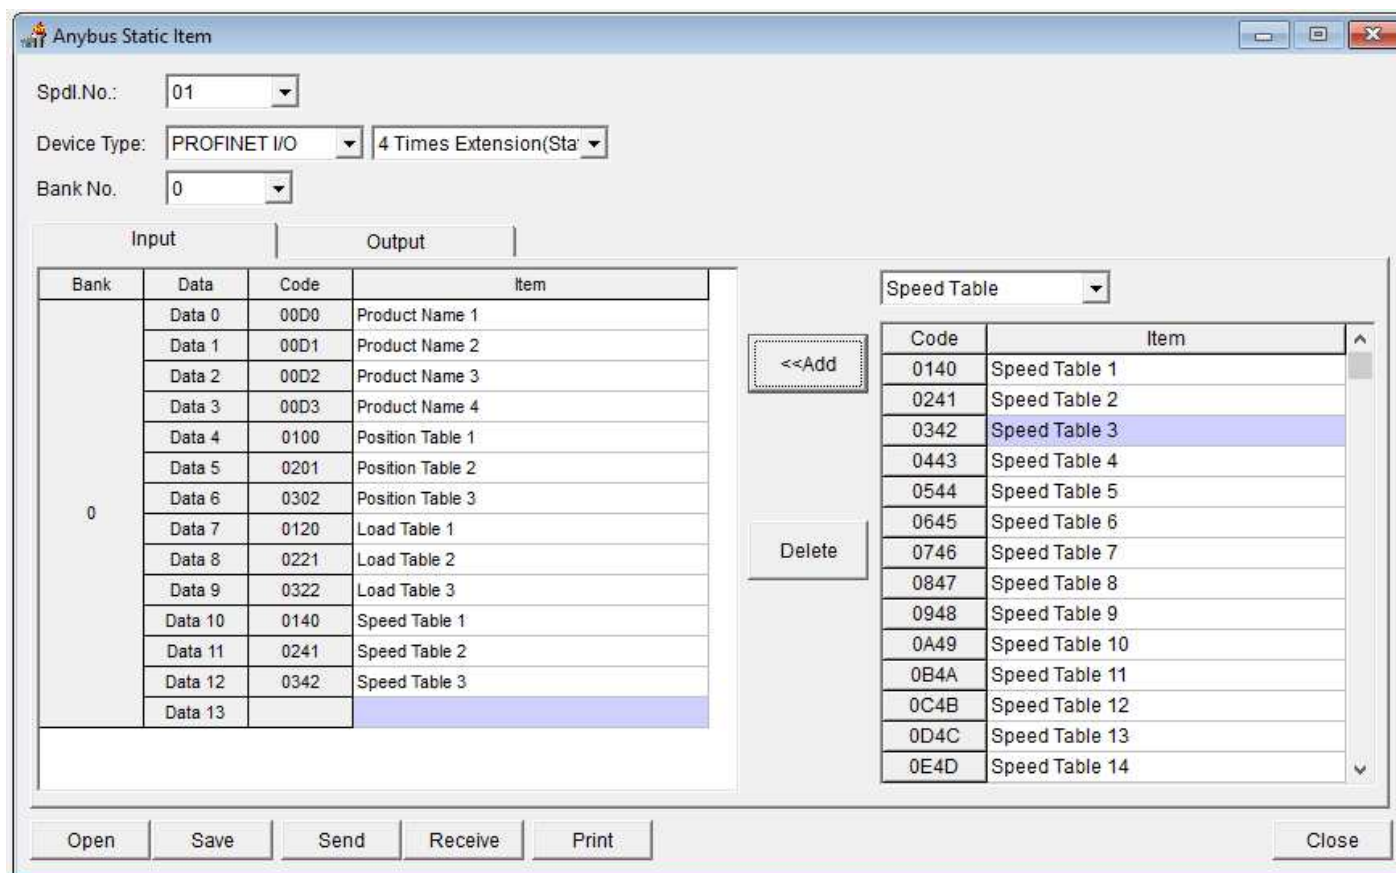 Anybus Static Item
Spdl.No.: 01
Device Type: PROFINET I/O 4 Times Extension(Sta
Bank No. 0
Input Output
Bank Data Code Item
0
Data 0 00D0 Product Name 1
Data 1 00D1 Product Name 2
Data 2 00D2 Product Name 3
Data 3 00D3 Product Name 4
Data 4 0100 Position Table 1
Data 5 0201 Position Table 2
Data 6 0302 Position Table 3
Data 7 0120 Load Table 1
Data 8 0221 Load Table 2
Data 9 0322 Load Table 3
Data 10 0140 Speed Table 1
Data 11 0241 Speed Table 2
Data 12 0342 Speed Table 3
Data 13
<<Add
Delete
Speed Table
Code Item
0140 Speed Table 1
0241 Speed Table 2
0342 Speed Table 3
0443 Speed Table 4
0544 Speed Table 5
0645 Speed Table 6
0746 Speed Table 7
0847 Speed Table 8
0948 Speed Table 9
0A49 Speed Table 10
0B4A Speed Table 11
0C4B Speed Table 12
0D4C Speed Table 13
0E4D Speed Table 14
Open Save Send Receive Print Close